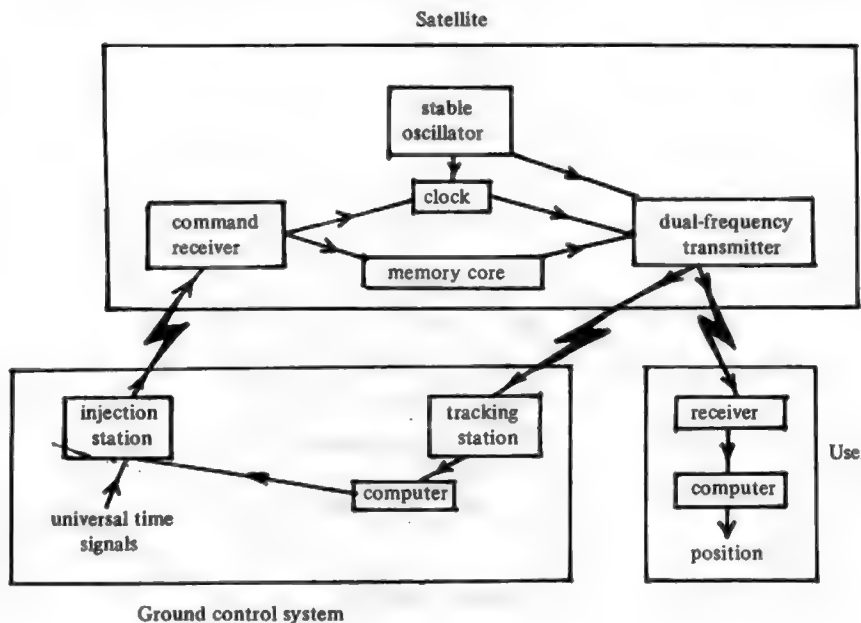 Satellite
stable
oscillator
clock
command
receiver
dual-frequency
transmitter
memory core
injection
station
tracking
station
receiver
Use
computer
computer
universal time
signals
position
Ground control system